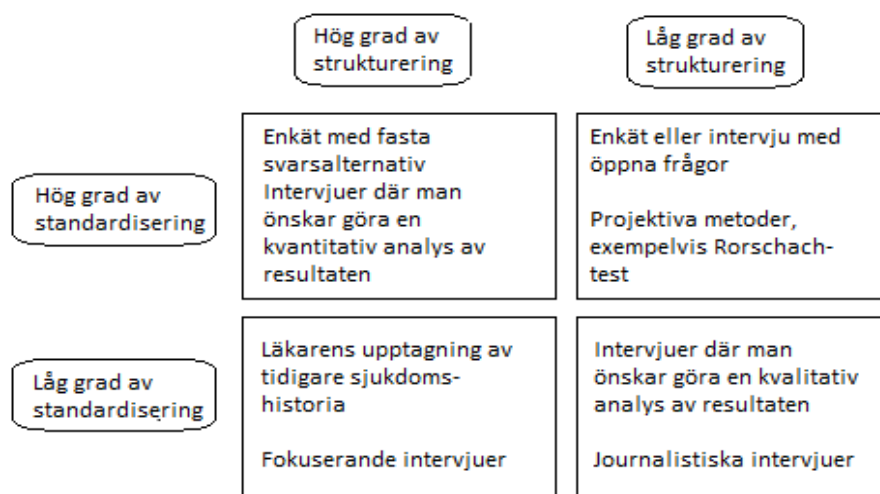 Hög grad av
strukturering
Låg grad av
strukturering
Hög grad av
standardisering
Enkät med fasta
svarsalternativ
Intervjuer där man
önskar göra en
kvantitativ analys av
resultaten
Enkät eller intervju med
öppna frågor
Projektiva metoder,
exempelvis Rorschach-
test
Låg grad av
standardisering
Läkarens upptagning av
tidigare sjukdoms-
historia
Fokuserande intervjuer
Intervjuer där man
önskar göra en kvalitativ
analys av resultaten
Journalistiska intervjuer